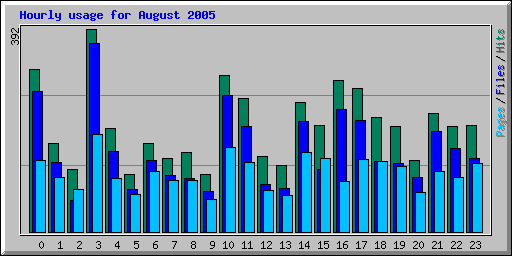 Hourly usage for August 2005
392
Pages/Files/Hits
0 1 2 3 4 5 6 7 8 9 10 11 12 13 14 15 16 17 18 19 20 21 22 23